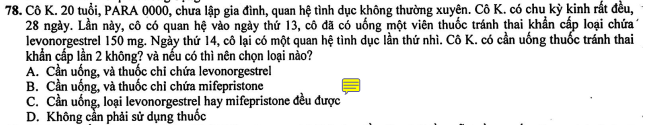 78. Cô K. 20 tuổi, PARA 0000, chưa lập gia đình, quan hệ tình dục không thường xuyên. Cô K. có chu kỳ kinh rất đều,
28 ngày. Lần này, cô có quan hệ vào ngày thứ 13, cô đã có uống một viên thuốc tránh thai khẩn cấp loại chứa
levonorgestrel 150 mg. Ngày thứ 14, cô lại có một quan hệ tình dục lần thứ nhì. Cô K. có cần uống thuốc tránh thai
khẩn cấp lần 2 không? và nếu có thì nên chọn loại nào?
A. Cần uống, và thuốc chỉ chứa levonorgestrel
B. Cần uống, và thuốc chỉ chứa mifepristone
C. Cần uống, loại levonorgestrel hay mifepristone đều được
D. Không cần phải sử dụng thuốc